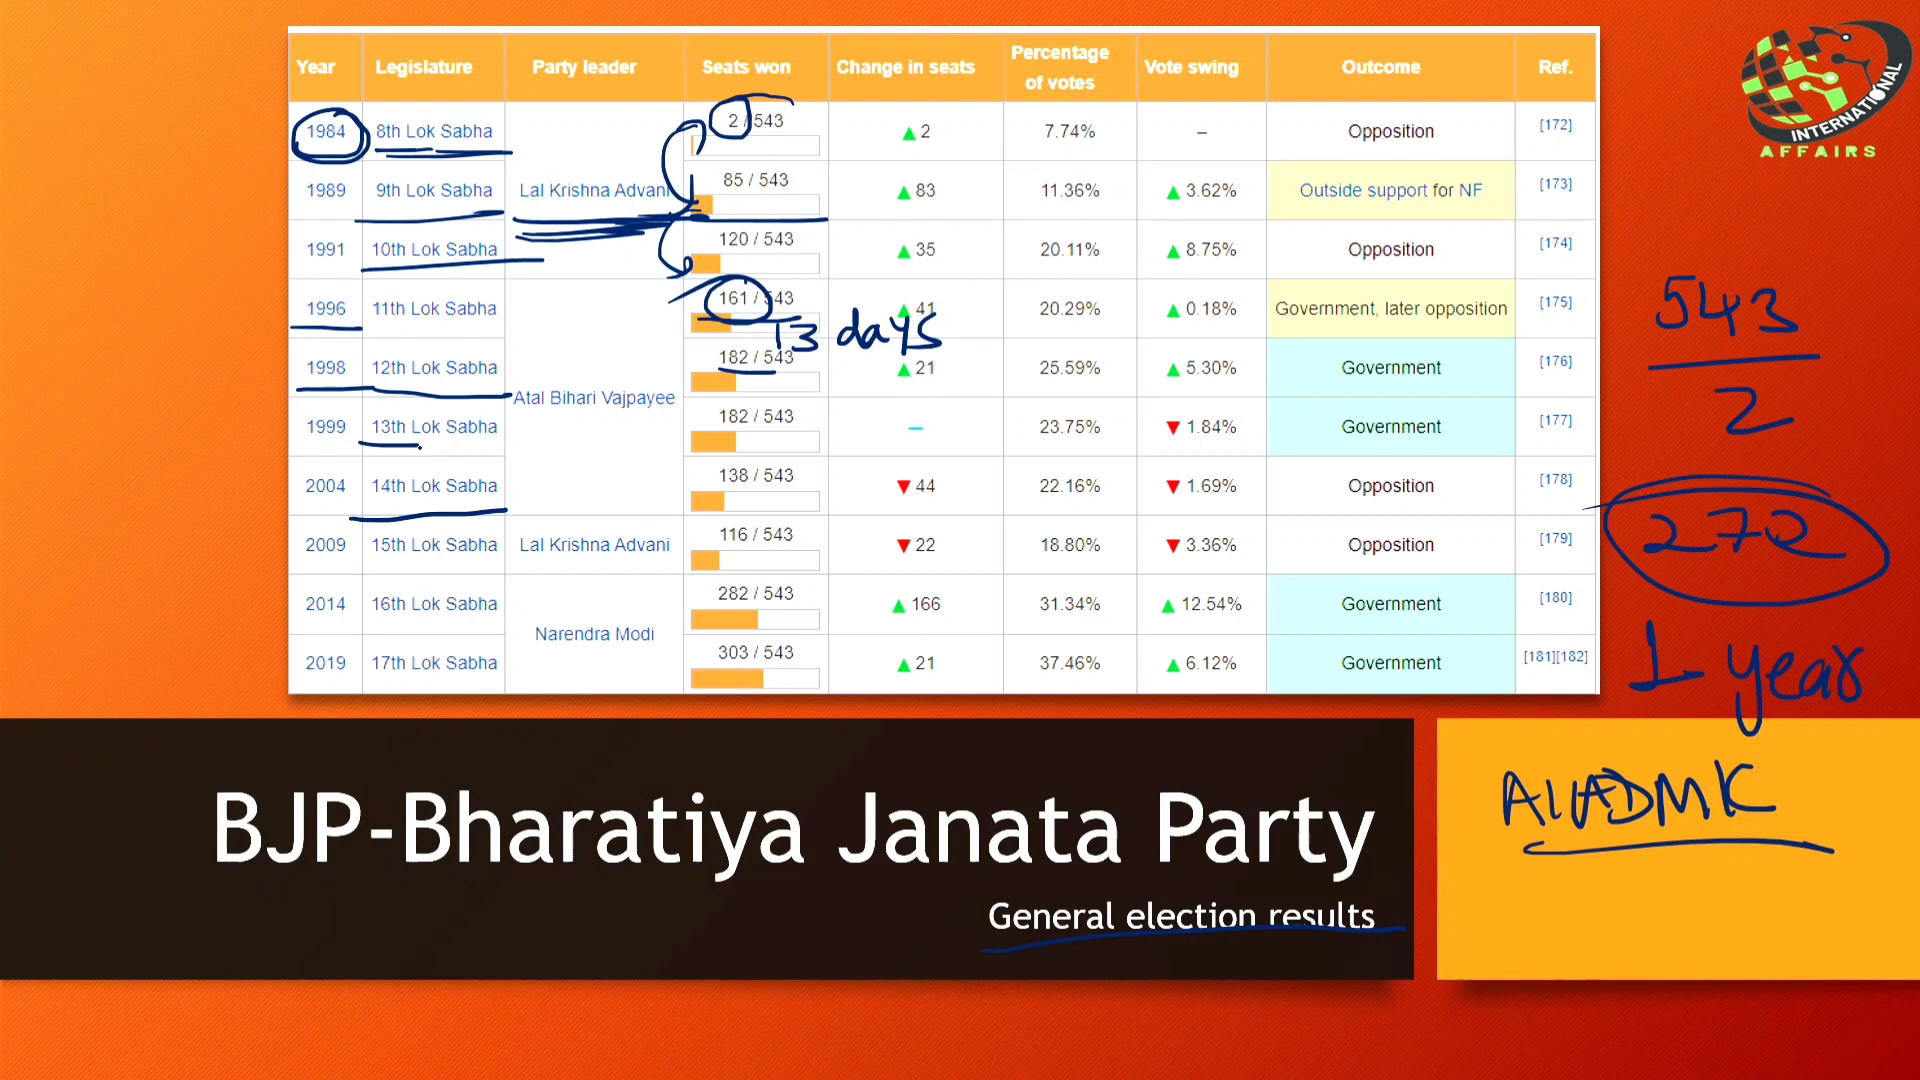 Year Legislature Party leader Seats won Change in seats Percentage of votes Vote swing Outcome Ref.
1984 8th Lok Sabha Lal Krishna Advani 2 / 543 ▲ 2 7.74% – Opposition [172]
1989 9th Lok Sabha 85 / 543 ▲ 83 11.36% ▲ 3.62% Outside support for NF [173]
1991 10th Lok Sabha 120 / 543 ▲ 35 20.11% ▲ 8.75% Opposition [174]
1996 11th Lok Sabha Atal Bihari Vajpayee 161 / 543 ▲ 41 20.29% ▲ 0.18% Government, later opposition [175]
13 days
1998 12th Lok Sabha 182 / 543 ▲ 21 25.59% ▲ 5.30% Government [176]
1999 13th Lok Sabha 182 / 543 – 23.75% ▼ 1.84% Government [177]
2004 14th Lok Sabha 138 / 543 ▼ 44 22.16% ▼ 1.69% Opposition [178]
2009 15th Lok Sabha Lal Krishna Advani 116 / 543 ▼ 22 18.80% ▼ 3.36% Opposition [179]
2014 16th Lok Sabha Narendra Modi 282 / 543 ▲ 166 31.34% ▲ 12.54% Government [180]
2019 17th Lok Sabha 303 / 543 ▲ 21 37.46% ▲ 6.12% Government [181][182]
INTERNATIONAL
AFFAIRS
543
2
272
1-year
AIADMK
BJP-Bharatiya Janata Party
General election results